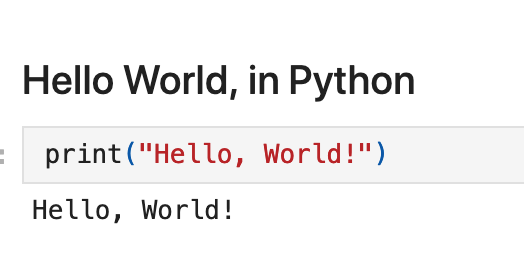 Hello World, in Python
print("Hello, World!")
Hello, World!